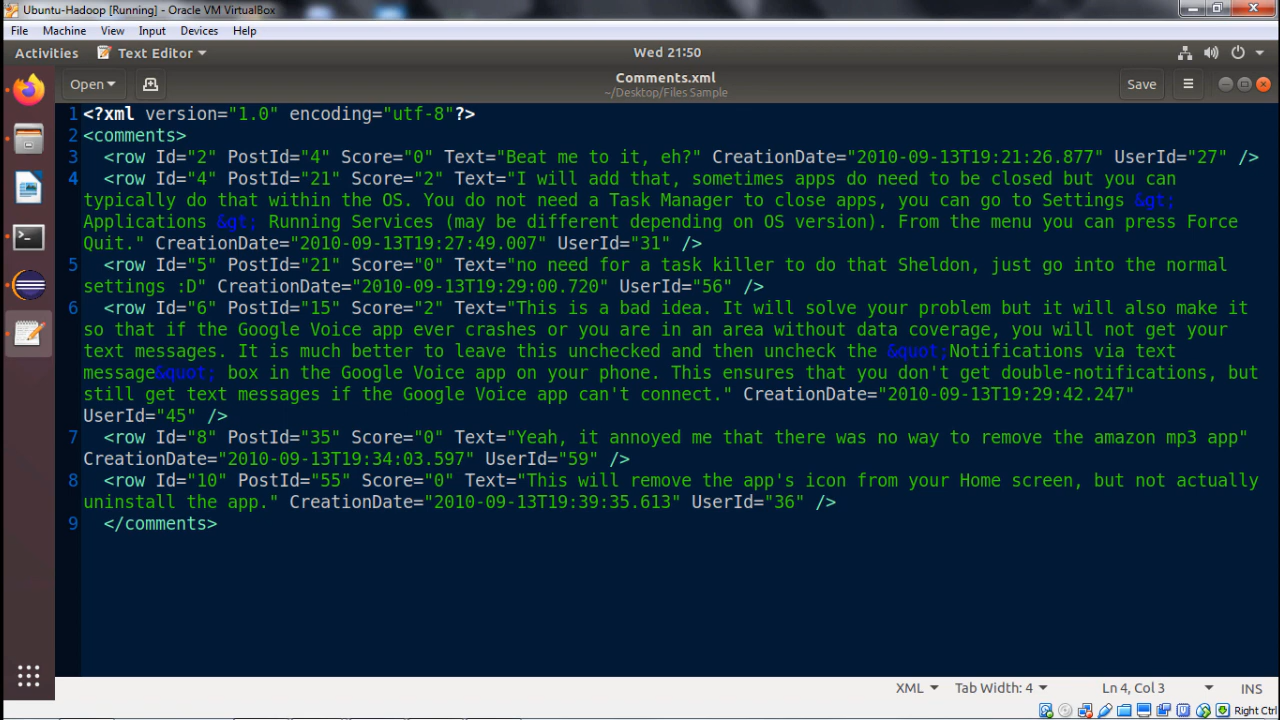 Ubuntu-Hadoop [Running] - Oracle VM VirtualBox
File Machine View Input Devices Help
Activities Text Editor Wed 21:50
Open Comments.xml Save
~/Desktop/Files Sample
1 <?xml version="1.0" encoding="utf-8"?>
2 <comments>
3 <row Id="2" PostId="4" Score="0" Text="Beat me to it, eh?" CreationDate="2010-09-13T19:21:26.877" UserId="27" />
4 <row Id="4" PostId="21" Score="2" Text="I will add that, sometimes apps do need to be closed but you can
typically do that within the OS. You do not need a Task Manager to close apps, you can go to Settings &gt;
Applications &gt; Running Services (may be different depending on OS version). From the menu you can press Force
Quit." CreationDate="2010-09-13T19:27:49.007" UserId="31" />
5 <row Id="5" PostId="21" Score="0" Text="no need for a task killer to do that Sheldon, just go into the normal
settings :D" CreationDate="2010-09-13T19:29:00.720" UserId="56" />
6 <row Id="6" PostId="15" Score="2" Text="This is a bad idea. It will solve your problem but it will also make it
so that if the Google Voice app ever crashes or you are in an area without data coverage, you will not get your
text messages. It is much better to leave this unchecked and then uncheck the &quot;Notifications via text
message&quot; box in the Google Voice app on your phone. This ensures that you don't get double-notifications, but
still get text messages if the Google Voice app can't connect." CreationDate="2010-09-13T19:29:42.247"
UserId="45" />
7 <row Id="8" PostId="35" Score="0" Text="Yeah, it annoyed me that there was no way to remove the amazon mp3 app"
CreationDate="2010-09-13T19:34:03.597" UserId="59" />
8 <row Id="10" PostId="55" Score="0" Text="This will remove the app's icon from your Home screen, but not actually
uninstall the app." CreationDate="2010-09-13T19:39:35.613" UserId="36" />
9 </comments>
XML Tab Width: 4 Ln 4, Col 3 INS
Right Ctrl